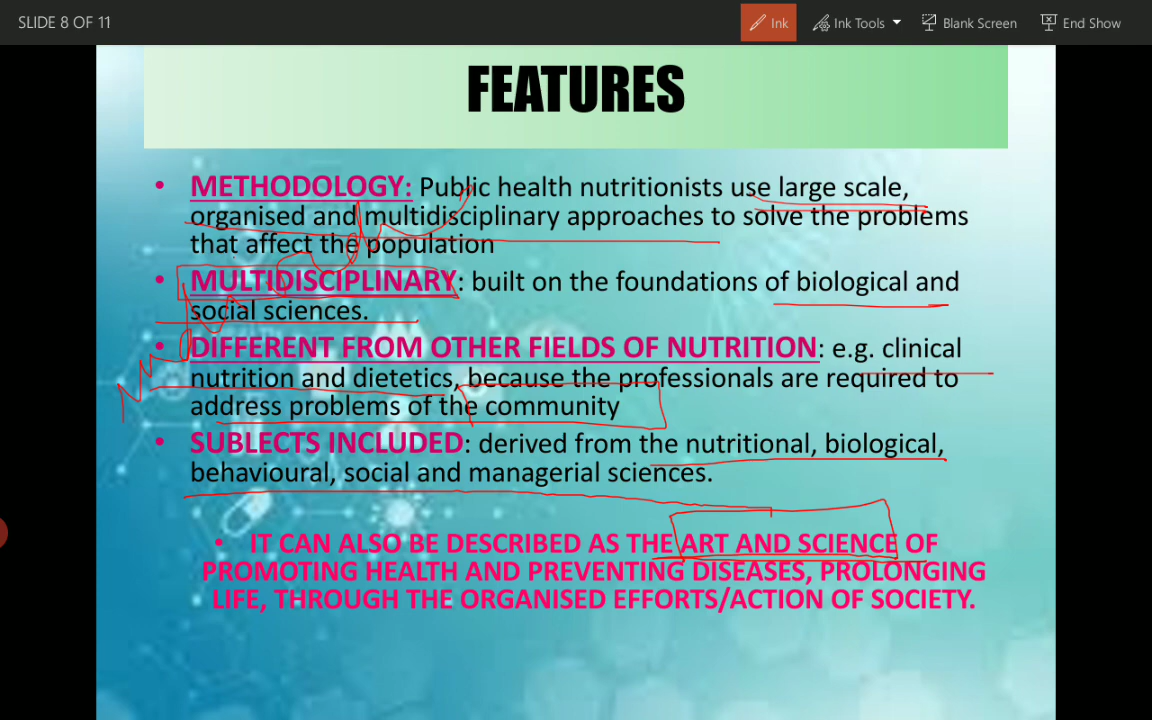 SLIDE 8 OF 11
Ink
Ink Tools
Blank Screen
End Show
FEATURES
• METHODOLOGY: Public health nutritionists use large scale,
organised and multidisciplinary approaches to solve the problems
that affect the population
• MULTIDISCIPLINARY: built on the foundations of biological and
social sciences.
• DIFFERENT FROM OTHER FIELDS OF NUTRITION: e.g. clinical
nutrition and dietetics, because the professionals are required to
address problems of the community
• SUBLECTS INCLUDED: derived from the nutritional, biological,
behavioural, social and managerial sciences.
• IT CAN ALSO BE DESCRIBED AS THE ART AND SCIENCE OF
PROMOTING HEALTH AND PREVENTING DISEASES, PROLONGING
LIFE, THROUGH THE ORGANISED EFFORTS/ACTION OF SOCIETY.